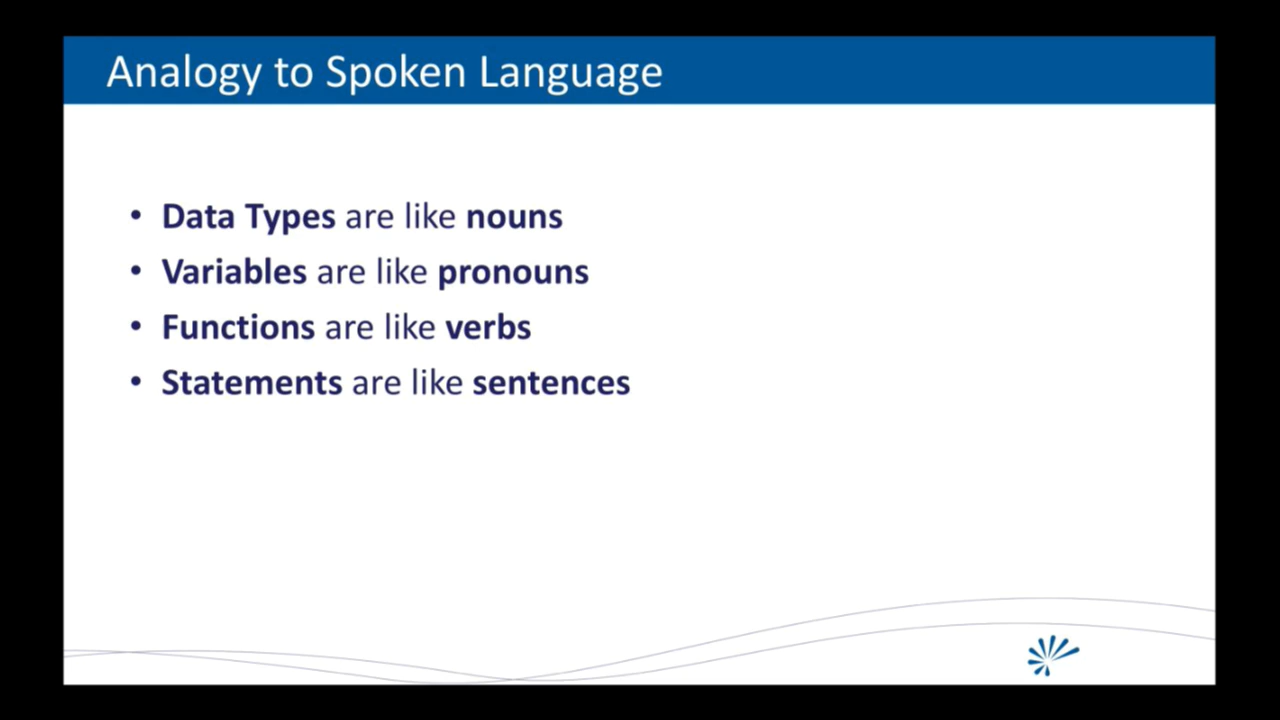 Analogy to Spoken Language
• Data Types are like nouns
• Variables are like pronouns
• Functions are like verbs
• Statements are like sentences